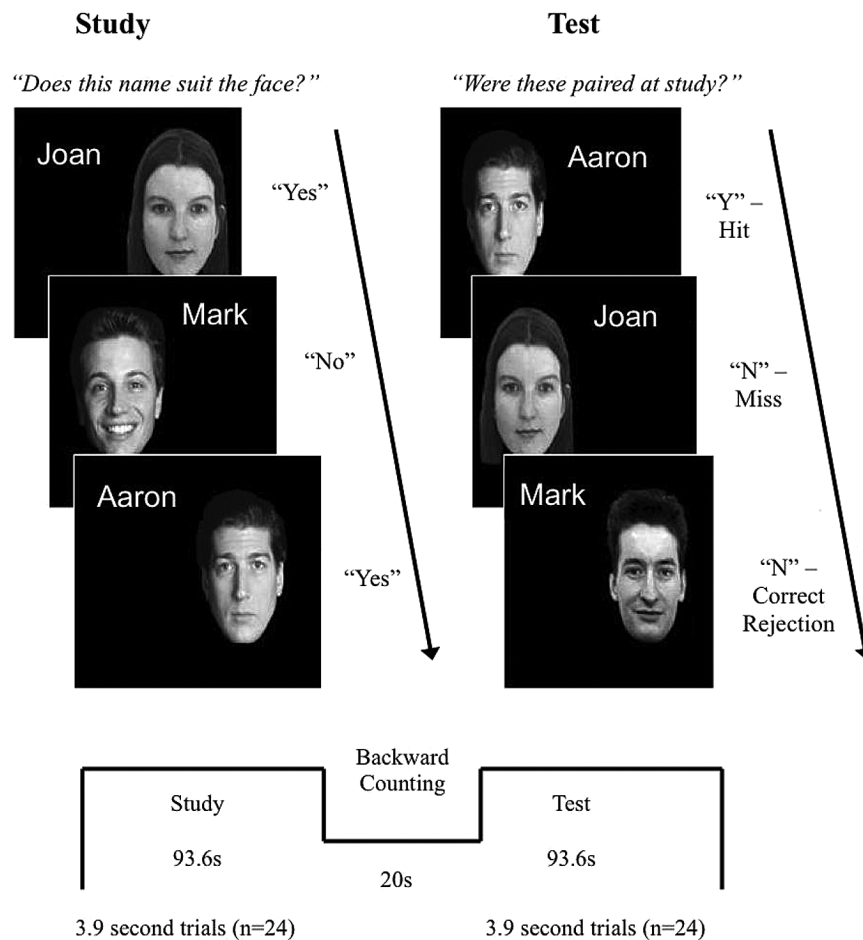 Study
"Does this name suit the face?"
Joan
"Yes"
Mark
"No"
Aaron
"Yes"
Test
"Were these paired at study?"
Aaron
"Y" –
Hit
Joan
"N" –
Miss
Mark
"N" –
Correct
Rejection
Backward
Counting
Study
Test
93.6s
20s
93.6s
3.9 second trials (n=24)
3.9 second trials (n=24)